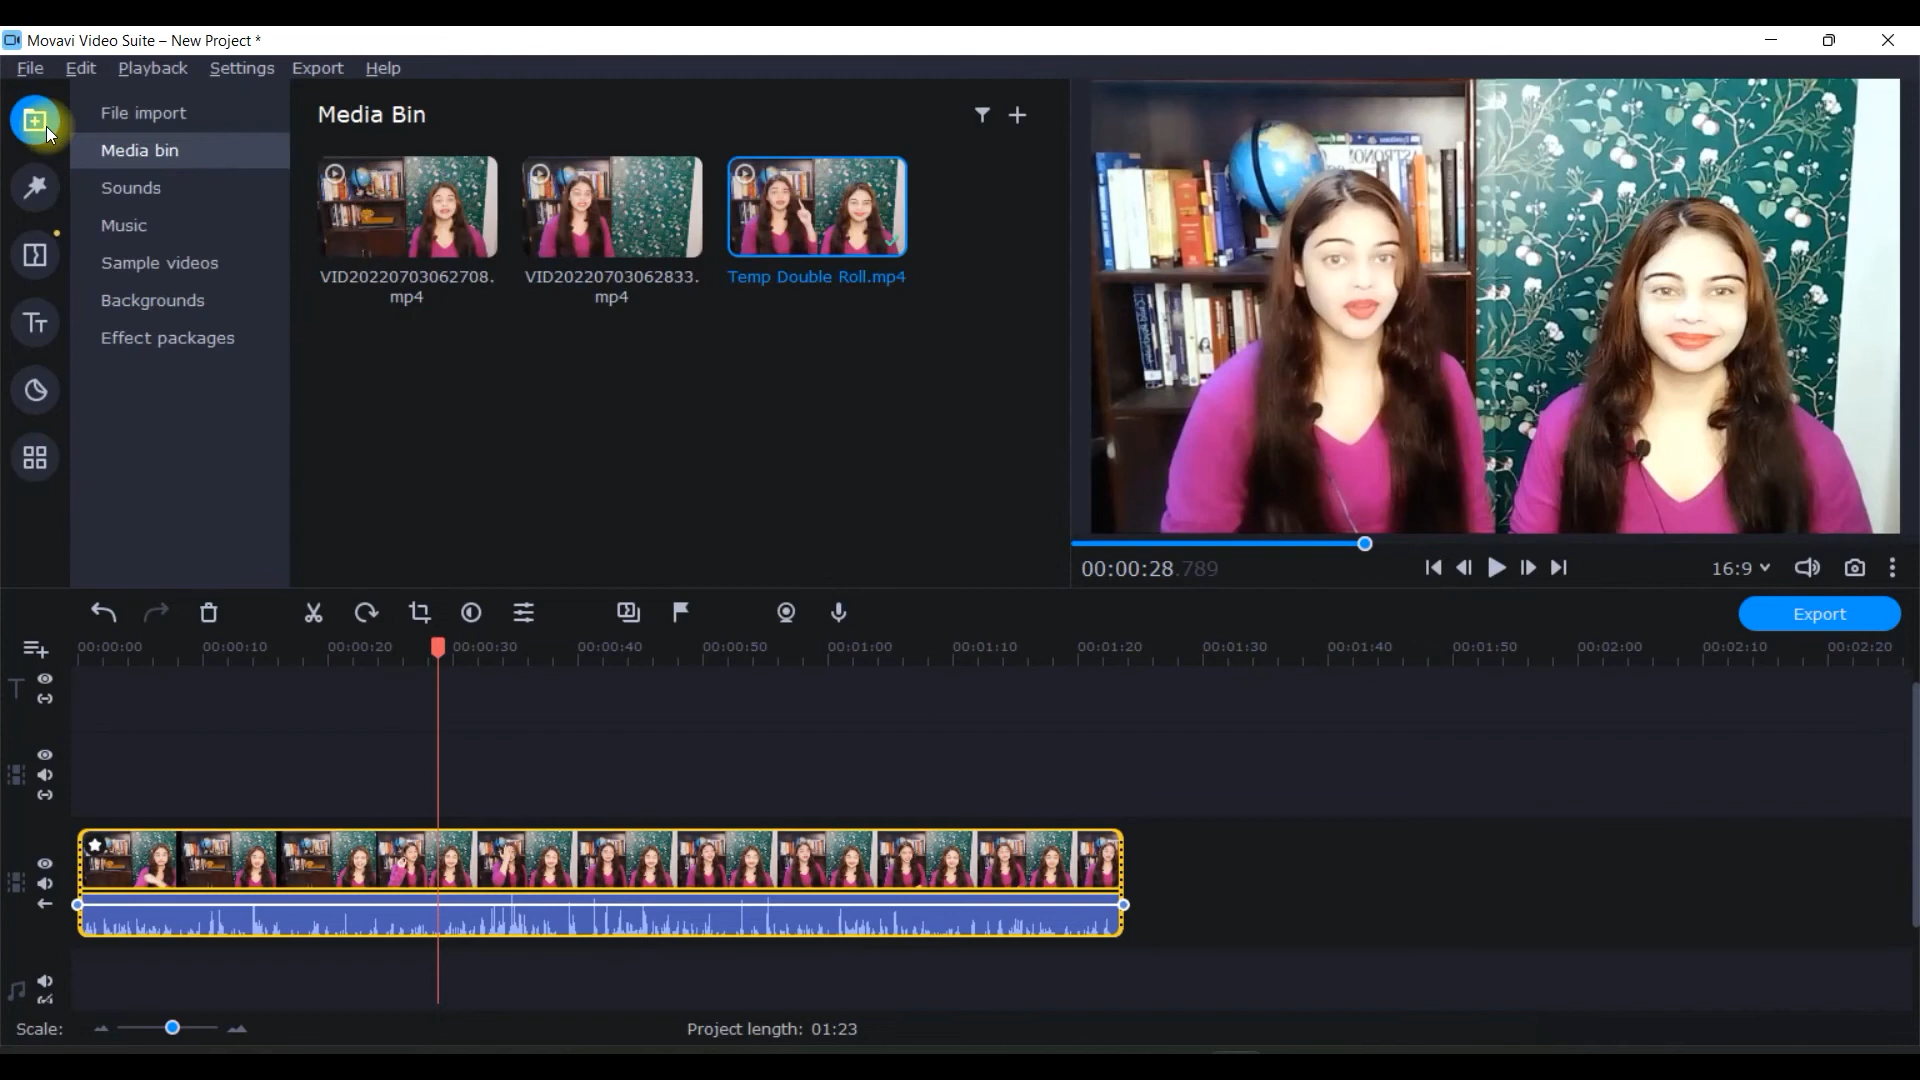 Movavi Video Suite – New Project *
File Edit Playback Settings Export Help
File import
Media bin
Sounds
Music
Sample videos
Backgrounds
Effect packages
Media Bin
VID20220703062708.
mp4
VID20220703062833.
mp4
Temp Double Roll.mp4
00:00:28.789
16:9
Export
00:00:00 00:00:10 00:00:20 00:00:30 00:00:40 00:00:50 00:01:00 00:01:10 00:01:20 00:01:30 00:01:40 00:01:50 00:02:00 00:02:10 00:02:20
Scale:
Project length: 01:23